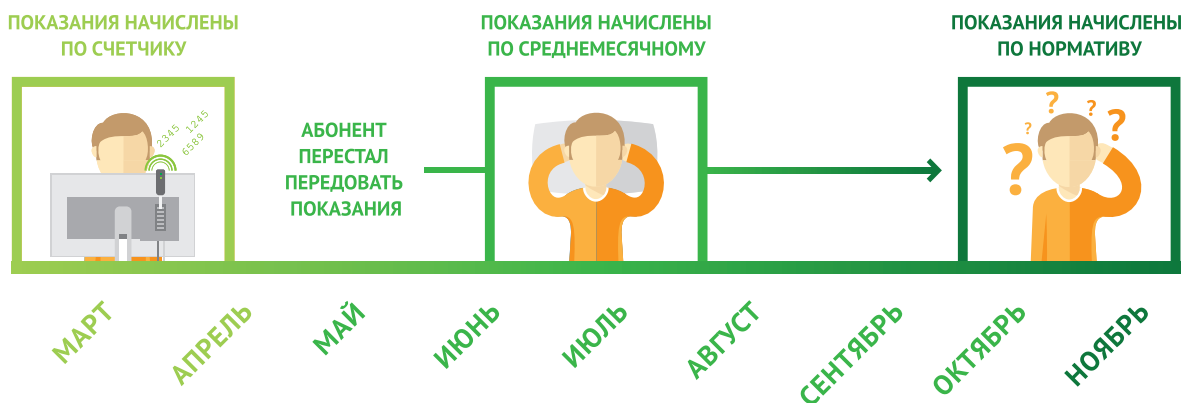 ПОКАЗАНИЯ НАЧИСЛЕНЫ
ПО СЧЕТЧИКУ
ПОКАЗАНИЯ НАЧИСЛЕНЫ
ПО СРЕДНЕМЕСЯЧНОМУ
ПОКАЗАНИЯ НАЧИСЛЕНЫ
ПО НОРМАТИВУ
2345 1245
6589
АБОНЕНТ
ПЕРЕСТАЛ
ПЕРЕДОВАТЬ
ПОКАЗАНИЯ
? ? ? ? ?
МАРТ
АПРЕЛЬ
МАЙ
ИЮНЬ
ИЮЛЬ
АВГУСТ
СЕНТЯБРЬ
ОКТЯБРЬ
НОЯБРЬ